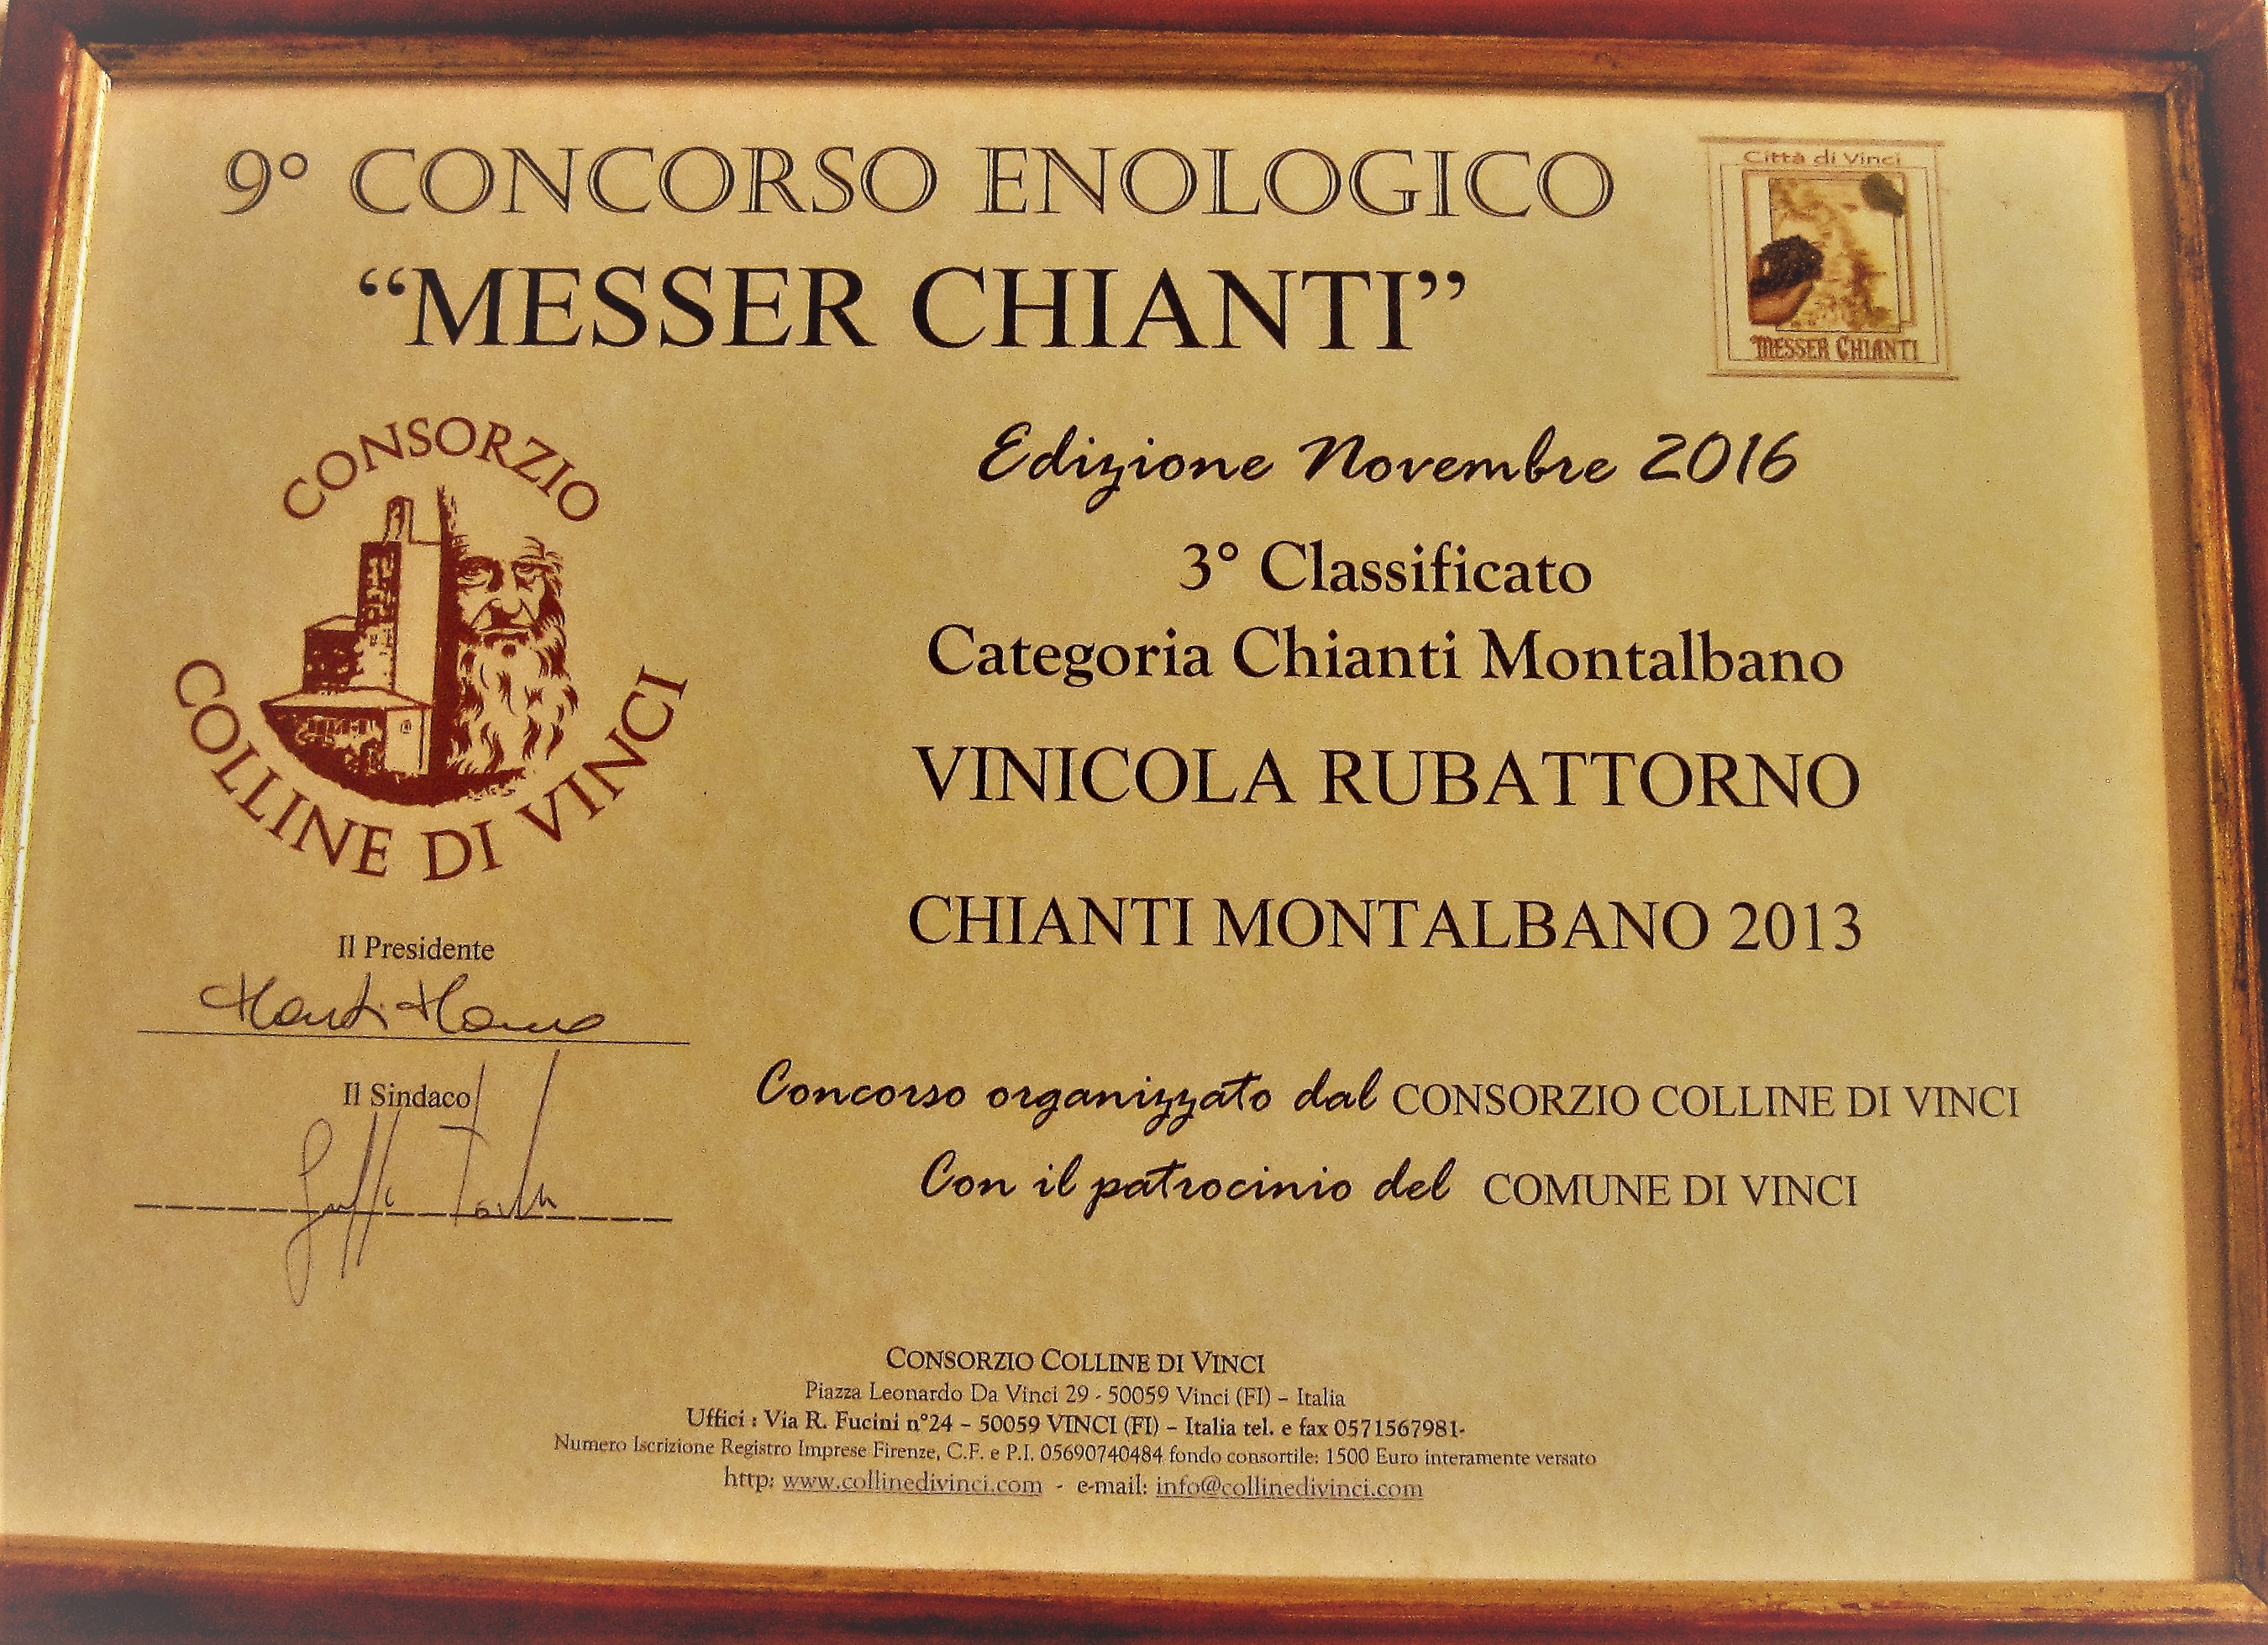 9° CONCORSO ENOLOGICO
“MESSER CHIANTI”
Città di Vinci
MESSER CHIANTI
CONSORZIO
COLLINE DI VINCI
Edizione Novembre 2016
3° Classificato
Categoria Chianti Montalbano
VINICOLA RUBATTORNO
CHIANTI MONTALBANO 2013
Il Presidente
Il Sindaco
Concorso organizzato dal CONSORZIO COLLINE DI VINCI
Con il patrocinio del COMUNE DI VINCI
CONSORZIO COLLINE DI VINCI
Piazza Leonardo Da Vinci 29 - 50059 Vinci (FI) – Italia
Uffici : Via R. Fucini n°24 – 50059 VINCI (FI) – Italia tel. e fax 0571567981-
Numero Iscrizione Registro Imprese Firenze, C.F. e P.I. 05690740484 fondo consortile: 1500 Euro interamente versato
http: www.collinedivinci.com - e-mail: info@collinedivinci.com